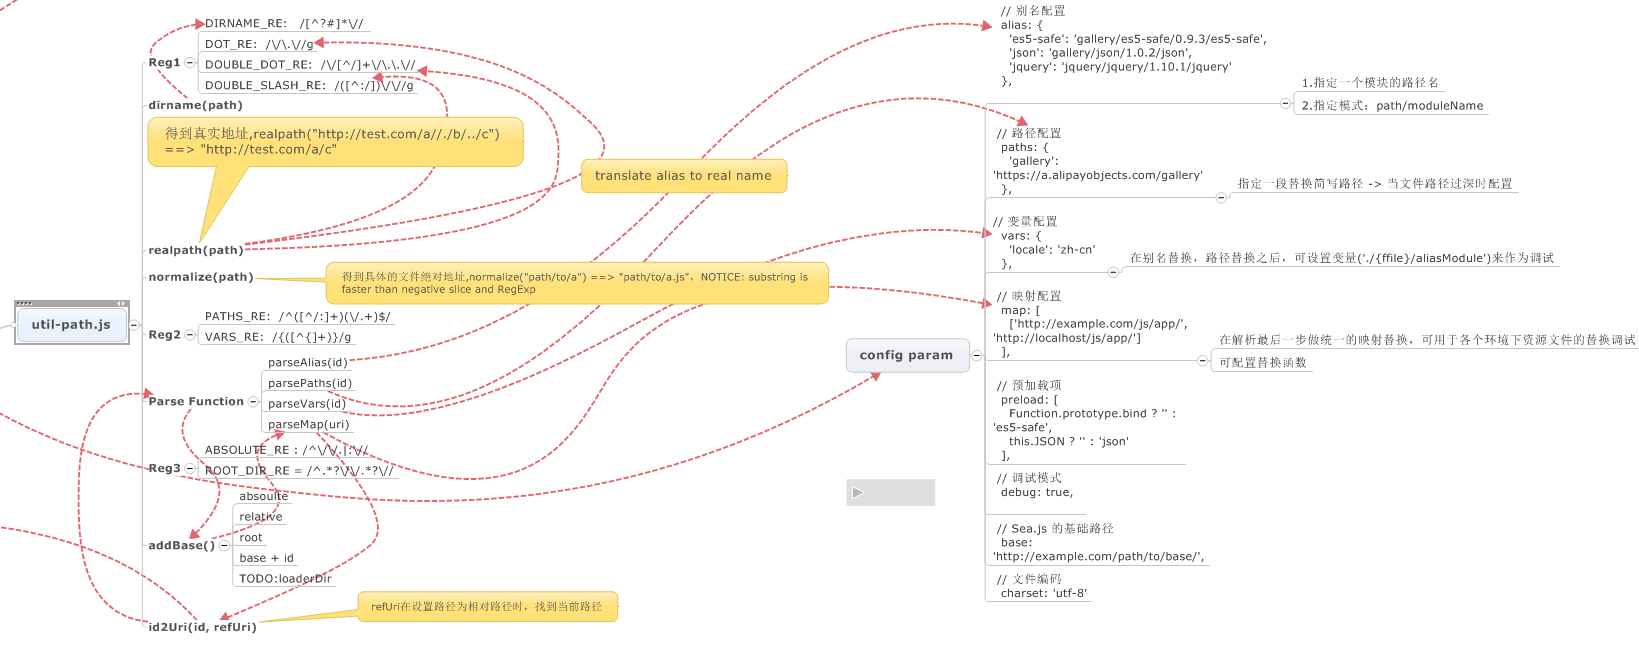 util-path.js
Reg1
DIRNAME_RE: /[^?#]*\//
DOT_RE: /\/\.\//g
DOUBLE_DOT_RE: /\/[^/]+\/\.\.\//
DOUBLE_SLASH_RE: /([^:/])\/\//g
dirname(path)
得到真实地址,realpath("http://test.com/a//./b/../c")
==> "http://test.com/a/c"
translate alias to real name
realpath(path)
normalize(path)
得到具体的文件绝对地址,normalize("path/to/a") ==> "path/to/a.js", NOTICE: substring is
faster than negative slice and RegExp
Reg2
PATHS_RE: /^([^/:]+)(\/.+)$/
VARS_RE: /{([^{]+)}/g
Parse Function
parseAlias(id)
parsePaths(id)
parseVars(id)
parseMap(uri)
Reg3
ABSOLUTE_RE : /^\/\/.|:\//
ROOT_DIR_RE = /^.*?\/\/.*?\//
addBase()
absoulte
relative
root
base + id
TODO:loaderDir
id2Uri(id, refUri)
refUri在设置路径为相对路径时，找到当前路径
config param
// 别名配置
alias: {
'es5-safe': 'gallery/es5-safe/0.9.3/es5-safe',
'json': 'gallery/json/1.0.2/json',
'jquery': 'jquery/jquery/1.10.1/jquery'
},
1.指定一个模块的路径名
2.指定模式：path/moduleName
// 路径配置
paths: {
'gallery':
'https://a.alipayobjects.com/gallery'
},
指定一段替换简写路径 -> 当文件路径过深时配置
// 变量配置
vars: {
'locale': 'zh-cn'
},
在别名替换，路径替换之后，可设置变量('./{ffile}/aliasModule')来作为调试
// 映射配置
map: [
['http://example.com/js/app/',
'http://localhost/js/app/']
],
在解析最后一步做统一的映射替换，可用于各个环境下资源文件的替换调试
可配置替换函数
// 预加载项
preload: [
Function.prototype.bind ? '' :
'es5-safe',
this.JSON ? '' : 'json'
],
// 调试模式
debug: true,
// Sea.js 的基础路径
base:
'http://example.com/path/to/base/',
// 文件编码
charset: 'utf-8'